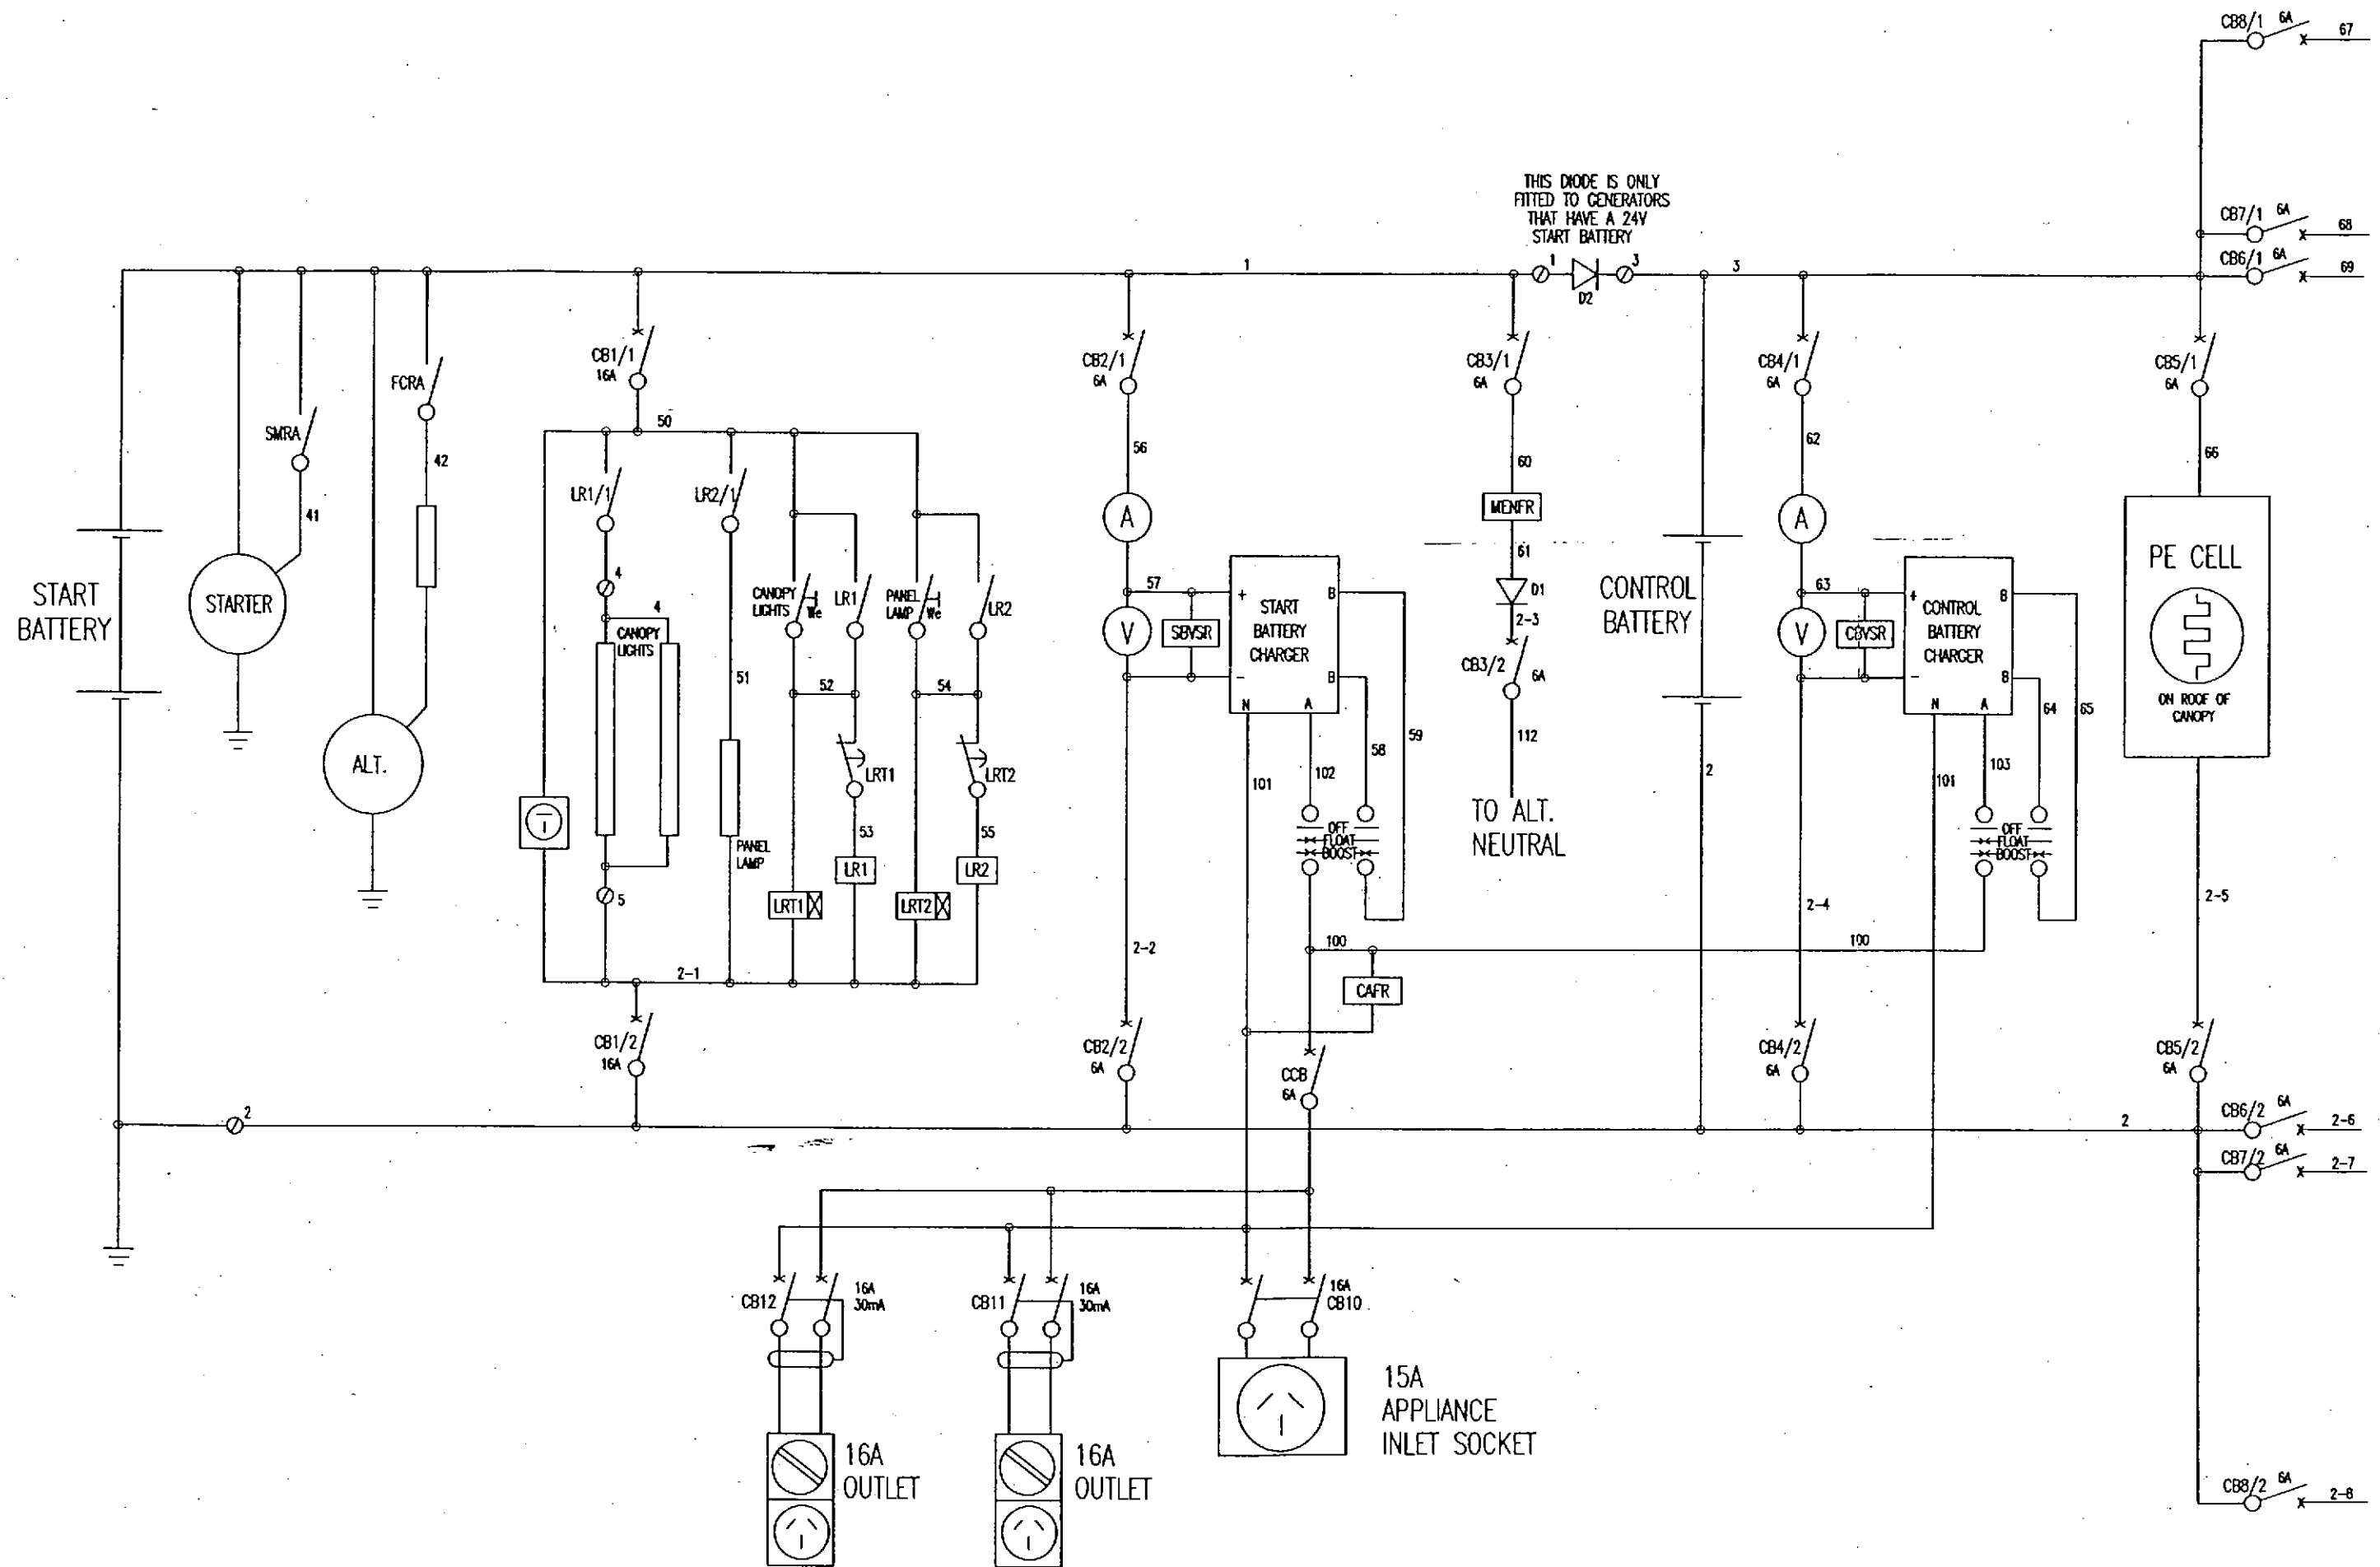 CB8/1 6A
67
THIS DIODE IS ONLY
FITTED TO GENERATORS
THAT HAVE A 24V
START BATTERY
CB7/1 6A
68
CB6/1 6A
69
1
1
3
3
D2
CB1/1
16A
CB2/1
6A
CB3/1
6A
CB4/1
6A
CB5/1
6A
FCRA
SMRA
42
41
50
56
60
62
66
LR1/1
LR2/1
A
MENFR
A
61
D1
2-3
CB3/2
6A
112
TO ALT.
NEUTRAL
START
BATTERY
STARTER
ALT.
4
4
CANOPY
LIGHTS
51
CANOPY
LIGHTS
We
LR1
PANEL
LAMP
We
LR2
52
54
LRT1
LRT2
53
55
PANEL
LAMP
LR1
LR2
LRT1
LRT2
5
2-1
57
V
SBVSR
+
-
START
BATTERY
CHARGER
B
B
N
A
101
102
58
59
OFF
FLOAT
BOOST
CONTROL
BATTERY
2
63
V
CBVSR
+
-
CONTROL
BATTERY
CHARGER
B
B
N
A
101
103
64
65
OFF
FLOAT
BOOST
PE CELL
ON ROOF OF
CANOPY
2-2
2-4
2-5
100
100
CAFR
CB1/2
16A
CB2/2
6A
CCB
6A
CB4/2
6A
CB5/2
6A
2
2
CB6/2 6A
2-6
CB7/2 6A
2-7
CB12
16A
30mA
CB11
16A
30mA
16A
CB10
15A
APPLIANCE
INLET SOCKET
16A
OUTLET
16A
OUTLET
CB8/2 6A
2-8